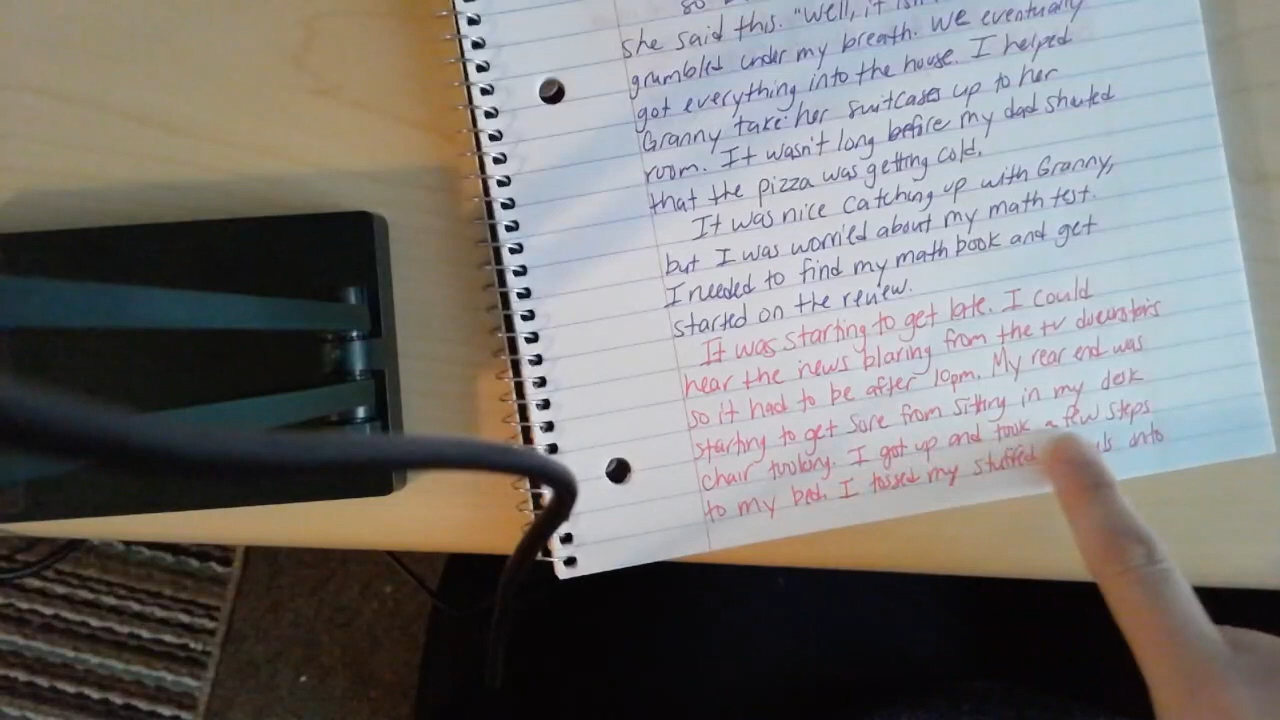 so
she said this. "Well, it isn
grumbled under my breath. We eventually
got everything into the house. I helped
Granny take her suitcases up to her
room. It wasn't long before my dad shouted
that the pizza was getting cold.
It was nice catching up with Granny,
but I was worried about my math test.
I needed to find my math book and get
started on the review.
It was starting to get late. I could
hear the news blaring from the tv downstairs
so it had to be after 10pm. My rear end was
starting to get sore from sitting in my desk
chair I got up and took a few steps
to my bed. I tossed my stuffed onto